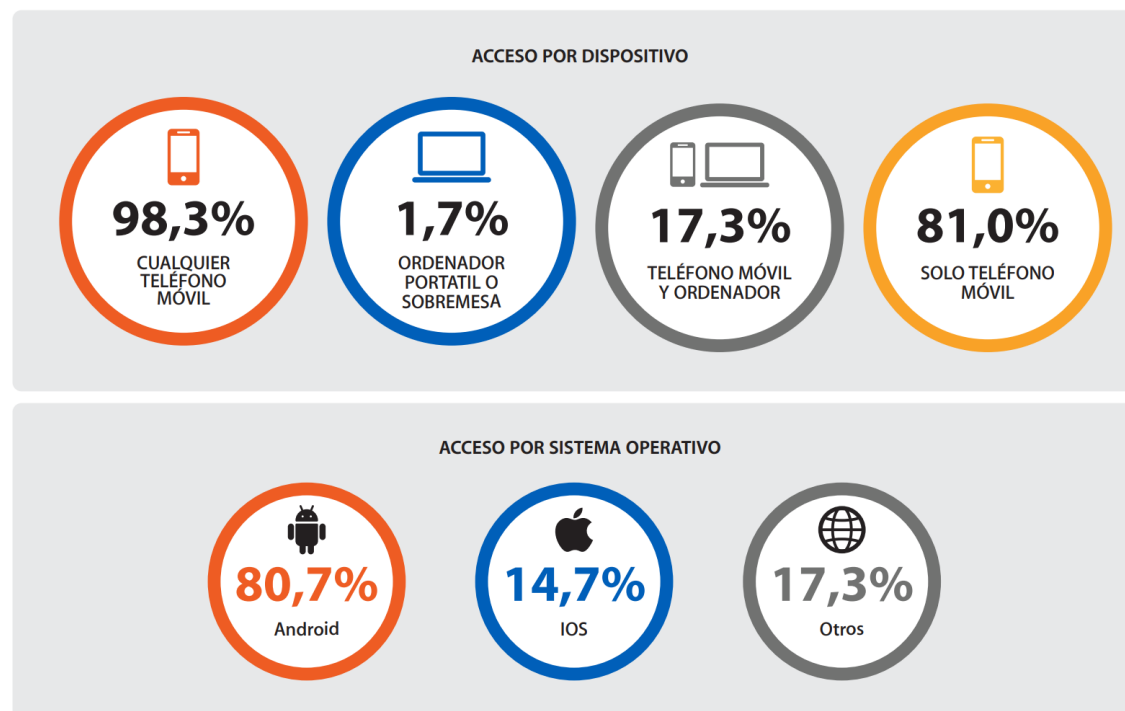 ACCESO POR DISPOSITIVO
98,3%
CUALQUIER
TELÉFONO
MÓVIL
1,7%
ORDENADOR
PORTATIL O
SOBREMESA
17,3%
TELÉFONO MÓVIL
Y ORDENADOR
81,0%
SOLO TELÉFONO
MÓVIL
ACCESO POR SISTEMA OPERATIVO
80,7%
Android
14,7%
IOS
17,3%
Otros